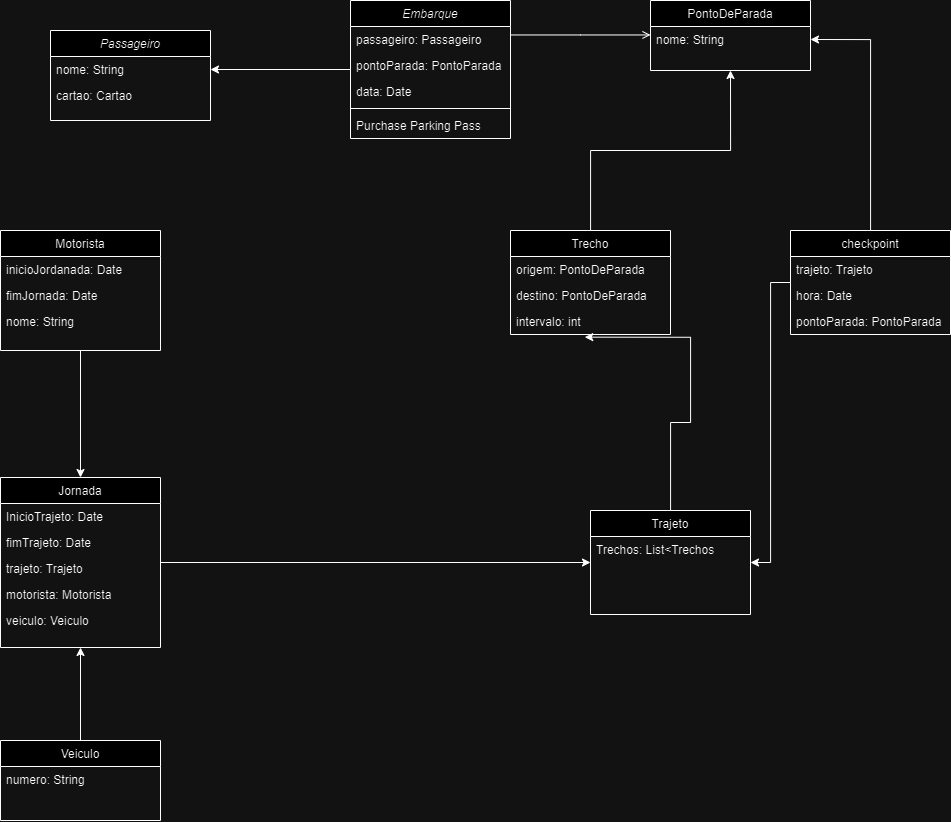 Passageiro
nome: String
cartao: Cartao
Embarque
passageiro: Passageiro
pontoParada: PontoParada
data: Date
Purchase Parking Pass
PontoDeParada
nome: String
Motorista
inicioJordanada: Date
fimJornada: Date
nome: String
Trecho
origem: PontoDeParada
destino: PontoDeParada
intervalo: int
checkpoint
trajeto: Trajeto
hora: Date
pontoParada: PontoParada
Jornada
InicioTrajeto: Date
fimTrajeto: Date
trajeto: Trajeto
motorista: Motorista
veiculo: Veiculo
Trajeto
Trechos: List<Trechos
Veiculo
numero: String